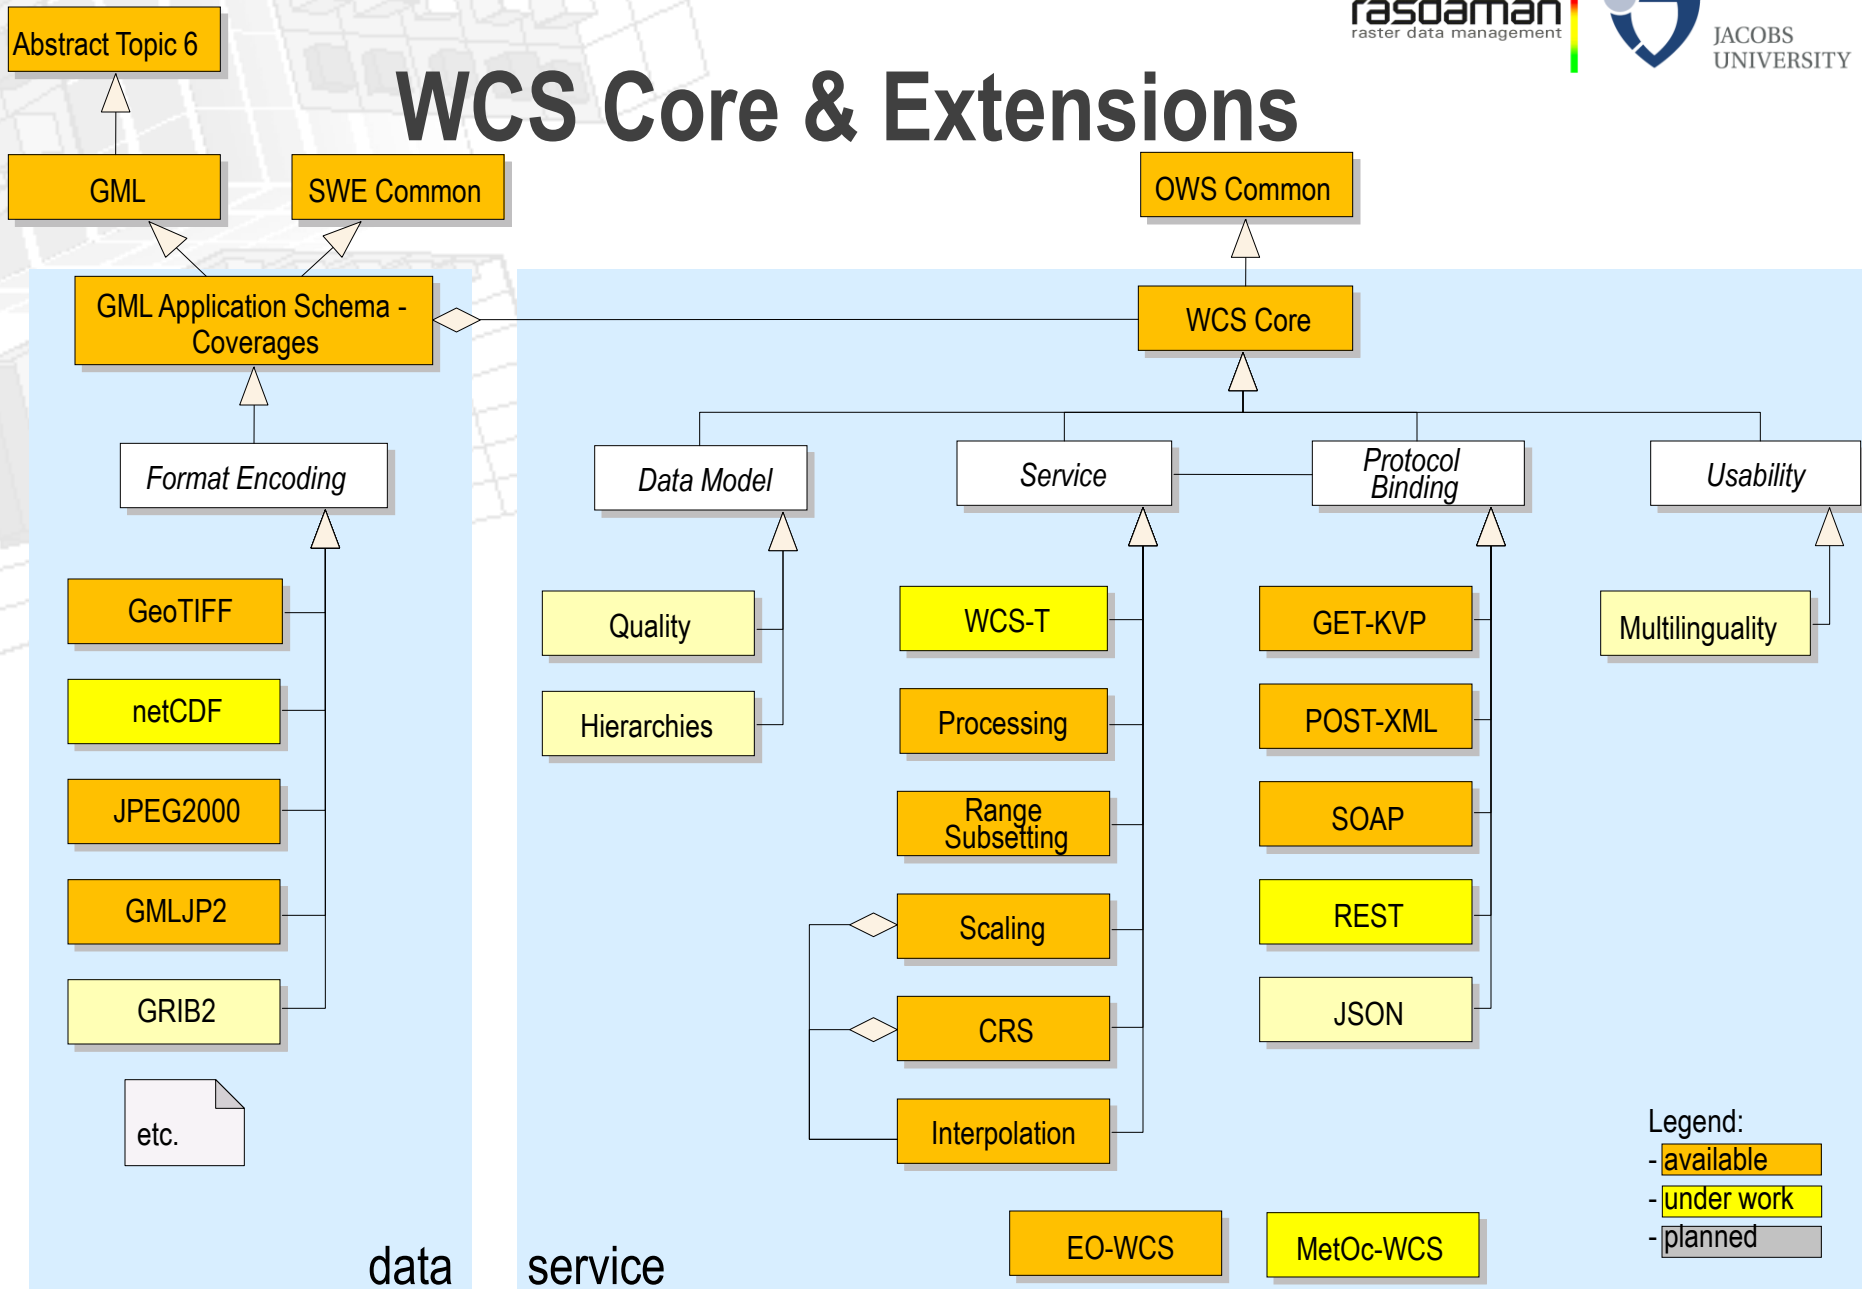 rasdaman
raster data management
JACOBS
UNIVERSITY
Abstract Topic 6
WCS Core & Extensions
GML
SWE Common
OWS Common
GML Application Schema -
Coverages
WCS Core
Format Encoding
Data Model
Service
Protocol
Binding
Usability
GeoTIFF
netCDF
JPEG2000
GMLJP2
GRIB2
etc.
Quality
Hierarchies
WCS-T
Processing
Range
Subsetting
Scaling
CRS
Interpolation
GET-KVP
POST-XML
SOAP
REST
JSON
Multilinguality
Legend:
- available
- under work
- planned
EO-WCS
MetOc-WCS
data
service